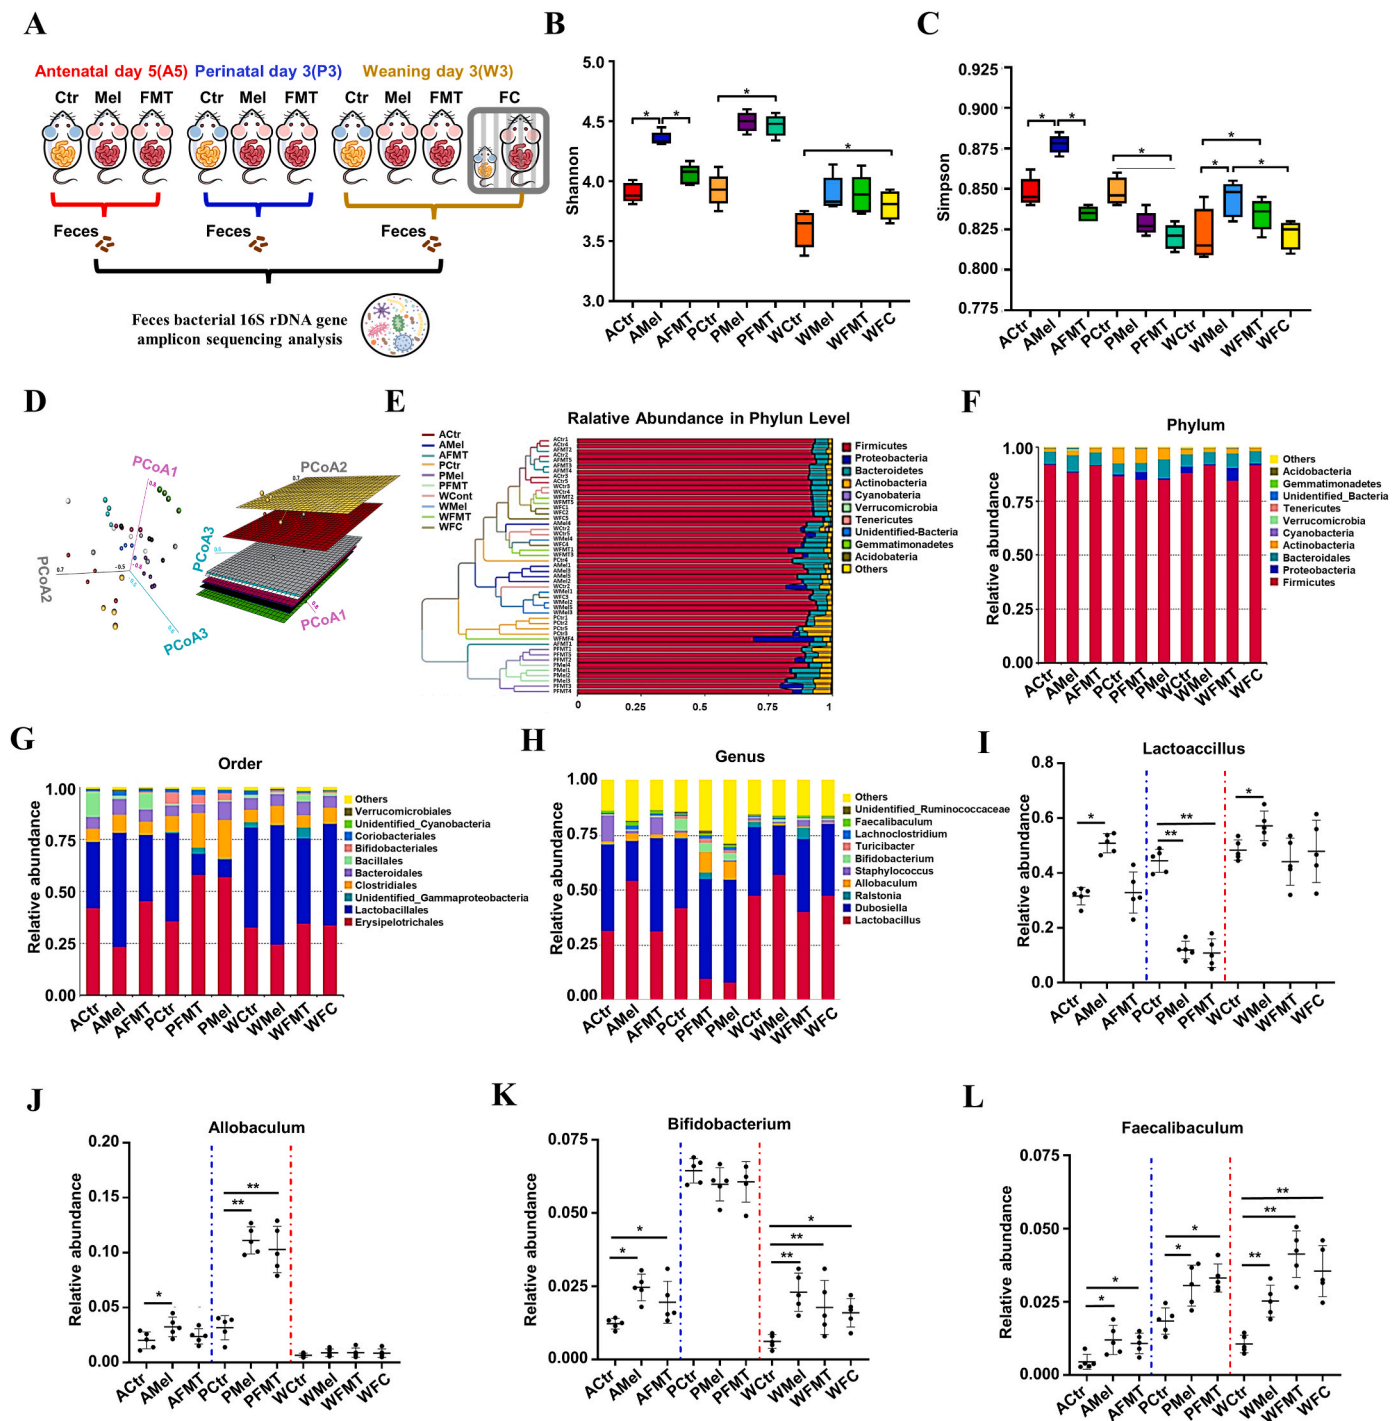 A
Antenatal day 5(A5) Perinatal day 3(P3) Weaning day 3(W3)
Ctr Mel FMT Ctr Mel FMT Ctr Mel FMT FC
Feces Feces Feces
Feces bacterial 16S rDNA gene
amplicon sequencing analysis
B
Shannon
5.0
4.5
4.0
3.5
3.0
* * * *
ACtr AMel AFMT PCtr PMel PFMT WCtr WMel WFMT WFC
C
Simpson
0.925
0.900
0.875
0.850
0.825
0.800
0.775
* * * * * *
ACtr AMel AFMT PCtr PMel PFMT WCtr WMel WFMT WFC
D
PCoA1
PCoA2
PCoA3
0.7
-0.5
PCoA2
PCoA3
PCoA1
0.7
E
Ralative Abundance in Phylun Level
ACtr
AMel
AFMT
PCtr
PMel
PFMT
WCont
WMel
WFMT
WFC
Firmicutes
Proteobacteria
Bacteroidetes
Actinobacteria
Cyanobateria
Verrucomicrobia
Tenericutes
Unidentified-Bacteria
Gemmatimonadetes
Acidobateria
Others
0 0.25 0.5 0.75 1
F
Phylum
Relative abundance
1.00
0.75
0.50
0.25
0.00
ACtr AMel AFMT PCtr PFMT PMel WCtr WMel WFMT WFC
Others
Acidobacteria
Gemmatimonadetes
Unidentified_Bacteria
Tenericutes
Verrucomicrobia
Cyanobacteria
Actinobacteria
Bacteroidales
Proteobacteria
Firmicutes
G
Order
Relative abundance
1.00
0.75
0.50
0.25
0.00
ACtr AMel AFMT PCtr PFMT PMel WCtr WMel WFMT WFC
Others
Verrucomicrobiales
Unidentified_Cyanobacteria
Coriobacteriales
Bifidobacteriales
Bacillales
Bacteroidales
Clostridiales
Unidentified_Gammaproteobacteria
Lactobacillales
Erysipelotrichales
H
Genus
Relative abundance
1.00
0.75
0.50
0.25
0.00
ACtr AMel AFMT PCtr PFMT PMel WCtr WMel WFMT WFC
Others
Unidentified_Ruminococcaceae
Faecalibaculum
Lachnoclostridium
Turicibacter
Bifidobacterium
Staphylococcus
Allobaculum
Ralstonia
Dubosiella
Lactobacillus
I
Lactoaccillus
Relative abundance
0.8
0.6
0.4
0.2
0.0
* ** ** *
ACtr AMel AFMT PCtr PMel PFMT WCtr WMel WFMT WFC
J
Allobaculum
Relative abundance
0.20
0.15
0.10
0.05
0.00
* ** **
ACtr AMel AFMT PCtr PMel PFMT WCtr WMel WFMT WFC
K
Bifidobacterium
Relative abundance
0.075
0.050
0.025
0.000
* * ** ** *
ACtr AMel AFMT PCtr PMel PFMT WCtr WMel WFMT WFC
L
Faecalibaculum
Relative abundance
0.075
0.050
0.025
0.000
* * * * ** ** **
ACtr AMel AFMT PCtr PMel PFMT WCtr WMel WFMT WFC